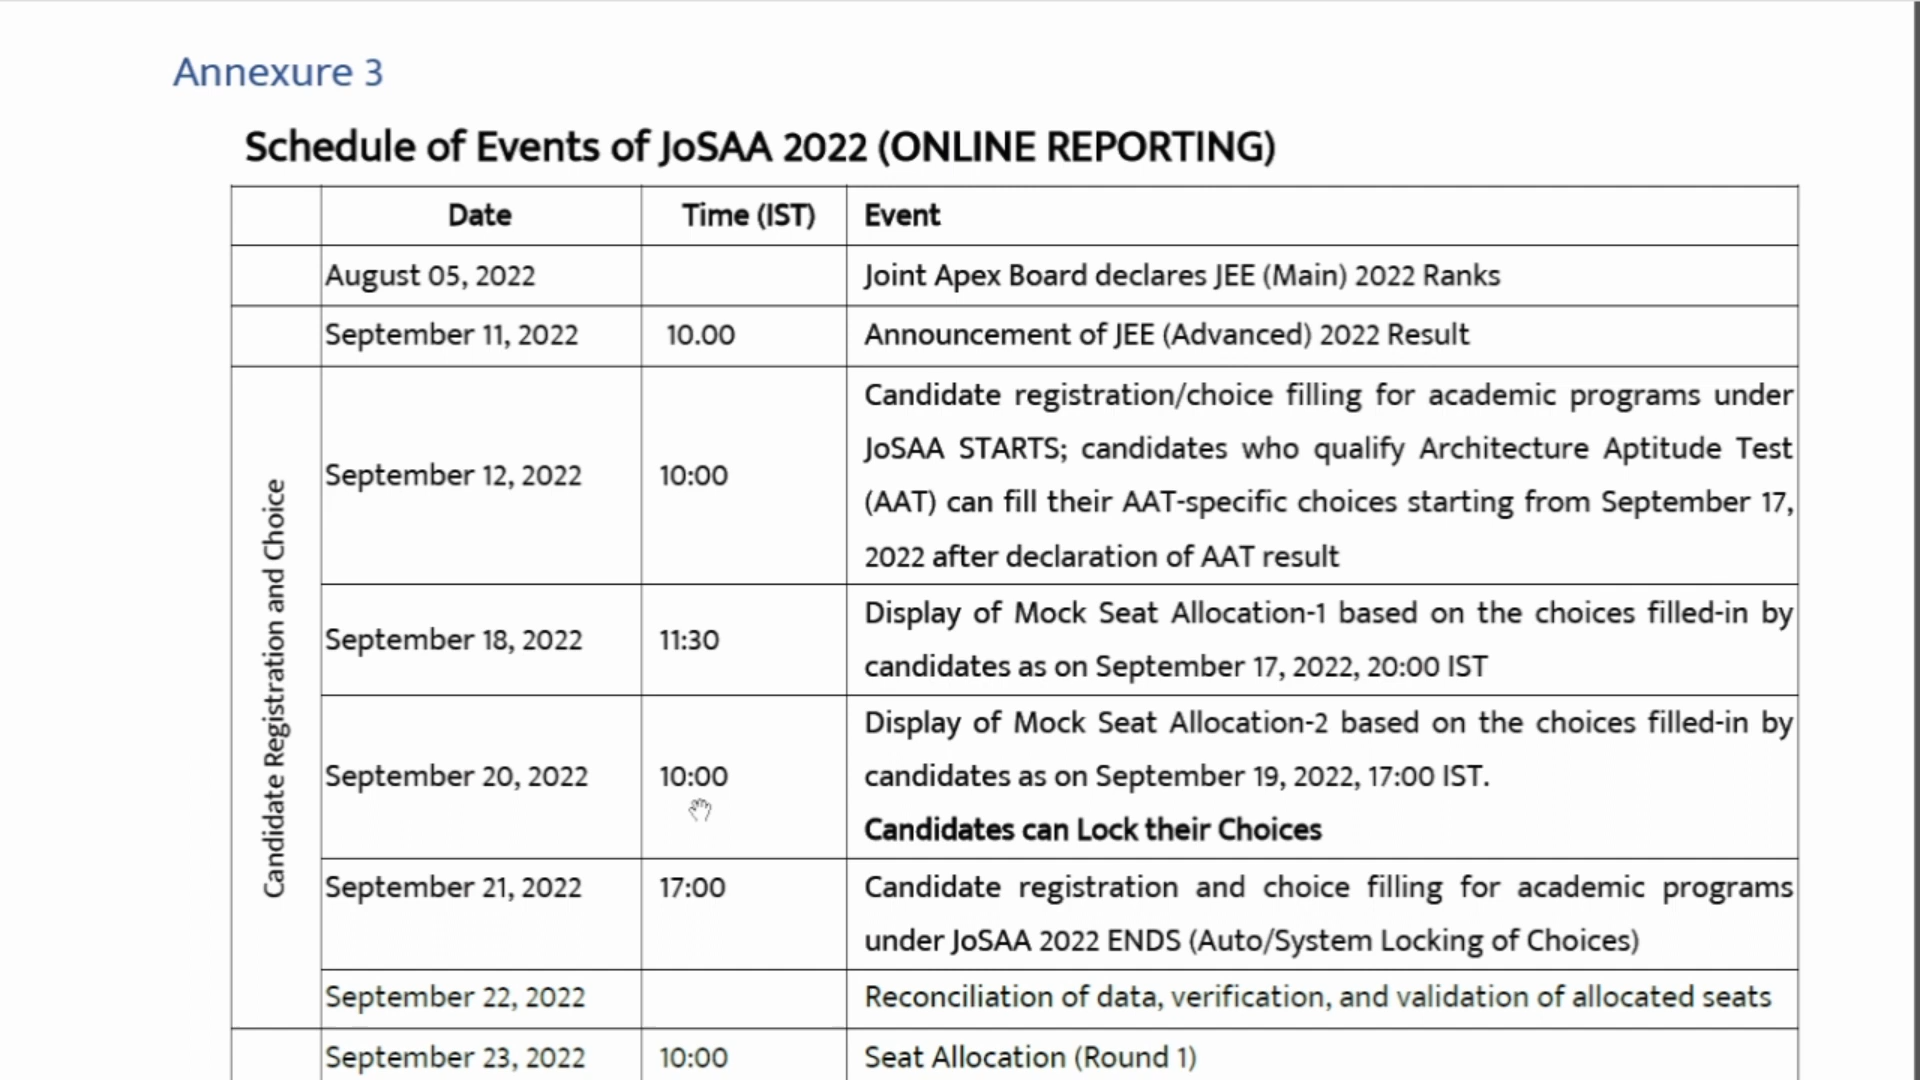 Annexure 3
Schedule of Events of JoSAA 2022 (ONLINE REPORTING)
Date Time (IST) Event
August 05, 2022 Joint Apex Board declares JEE (Main) 2022 Ranks
September 11, 2022 10.00 Announcement of JEE (Advanced) 2022 Result
Candidate Registration and Choice
September 12, 2022 10:00 Candidate registration/choice filling for academic programs under
JoSAA STARTS; candidates who qualify Architecture Aptitude Test
(AAT) can fill their AAT-specific choices starting from September 17,
2022 after declaration of AAT result
September 18, 2022 11:30 Display of Mock Seat Allocation-1 based on the choices filled-in by
candidates as on September 17, 2022, 20:00 IST
September 20, 2022 10:00 Display of Mock Seat Allocation-2 based on the choices filled-in by
candidates as on September 19, 2022, 17:00 IST.
Candidates can Lock their Choices
September 21, 2022 17:00 Candidate registration and choice filling for academic programs
under JoSAA 2022 ENDS (Auto/System Locking of Choices)
September 22, 2022 Reconciliation of data, verification, and validation of allocated seats
September 23, 2022 10:00 Seat Allocation (Round 1)